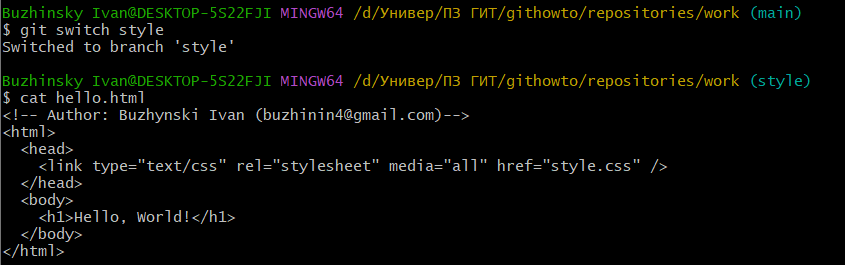 Buzhinsky Ivan@DESKTOP-5S22FJI MINGW64 /d/Универ/ПЗ ГИТ/githowto/repositories/work (main)
$ git switch style
Switched to branch 'style'
Buzhinsky Ivan@DESKTOP-5S22FJI MINGW64 /d/Универ/ПЗ ГИТ/githowto/repositories/work (style)
$ cat hello.html
<!-- Author: Buzhynski Ivan (buzhinin4@gmail.com)-->
<html>
  <head>
    <link type="text/css" rel="stylesheet" media="all" href="style.css" />
  </head>
  <body>
    <h1>Hello, World!</h1>
  </body>
</html>